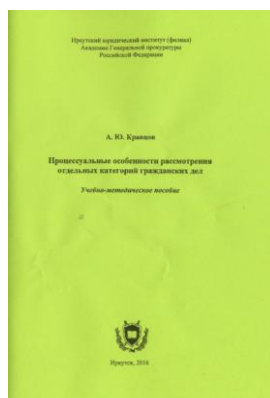 Иркутский юридический институт (филиал)
Академии Генеральной прокуратуры
Российской Федерации
А. Ю. Кравцов
Процессуальные особенности рассмотрения
отдельных категорий гражданских дел
Учебно-методическое пособие
Иркутск, 2016